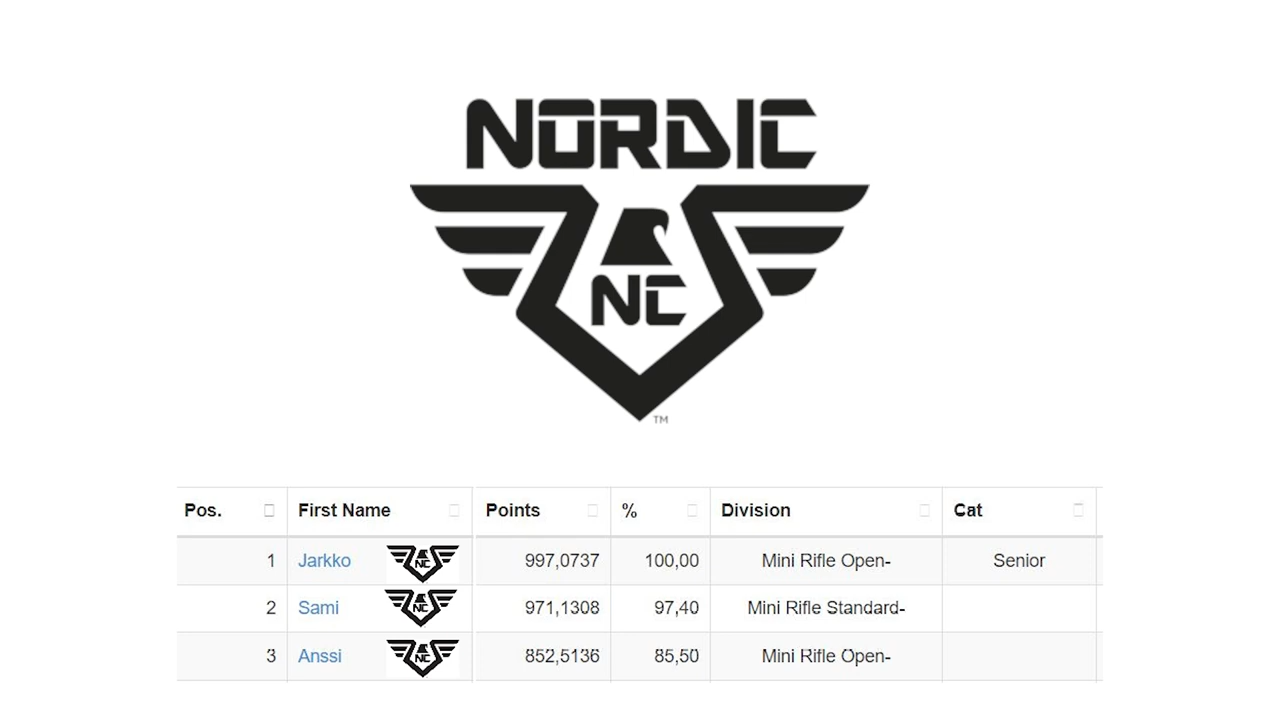 NORDIC
NC
TM
Pos. First Name Points % Division Cat
1 Jarkko NC 997,0737 100,00 Mini Rifle Open- Senior
2 Sami NC 971,1308 97,40 Mini Rifle Standard-
3 Anssi NC 852,5136 85,50 Mini Rifle Open-